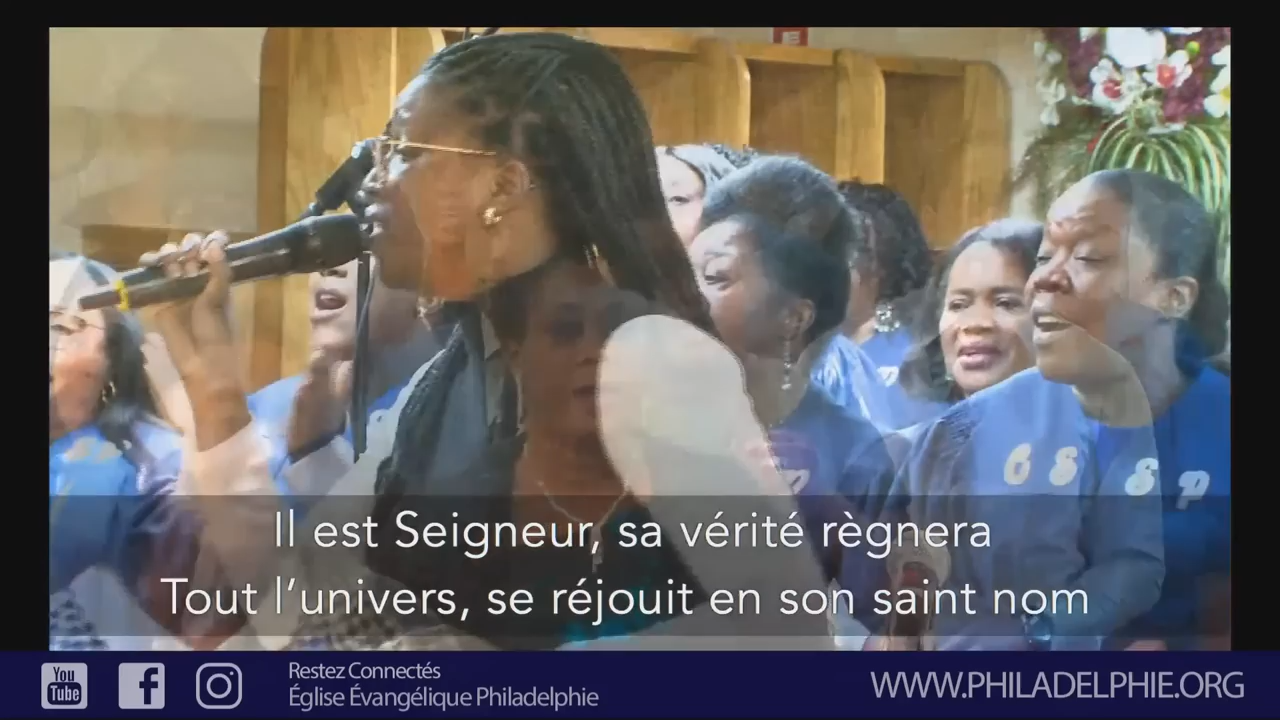 G S S P
Il est Seigneur, sa vérité règnera
Tout l'univers, se réjouit en son saint nom
You Tube
Restez Connectés
Église Évangélique Philadelphie
WWW.PHILADELPHIE.ORG